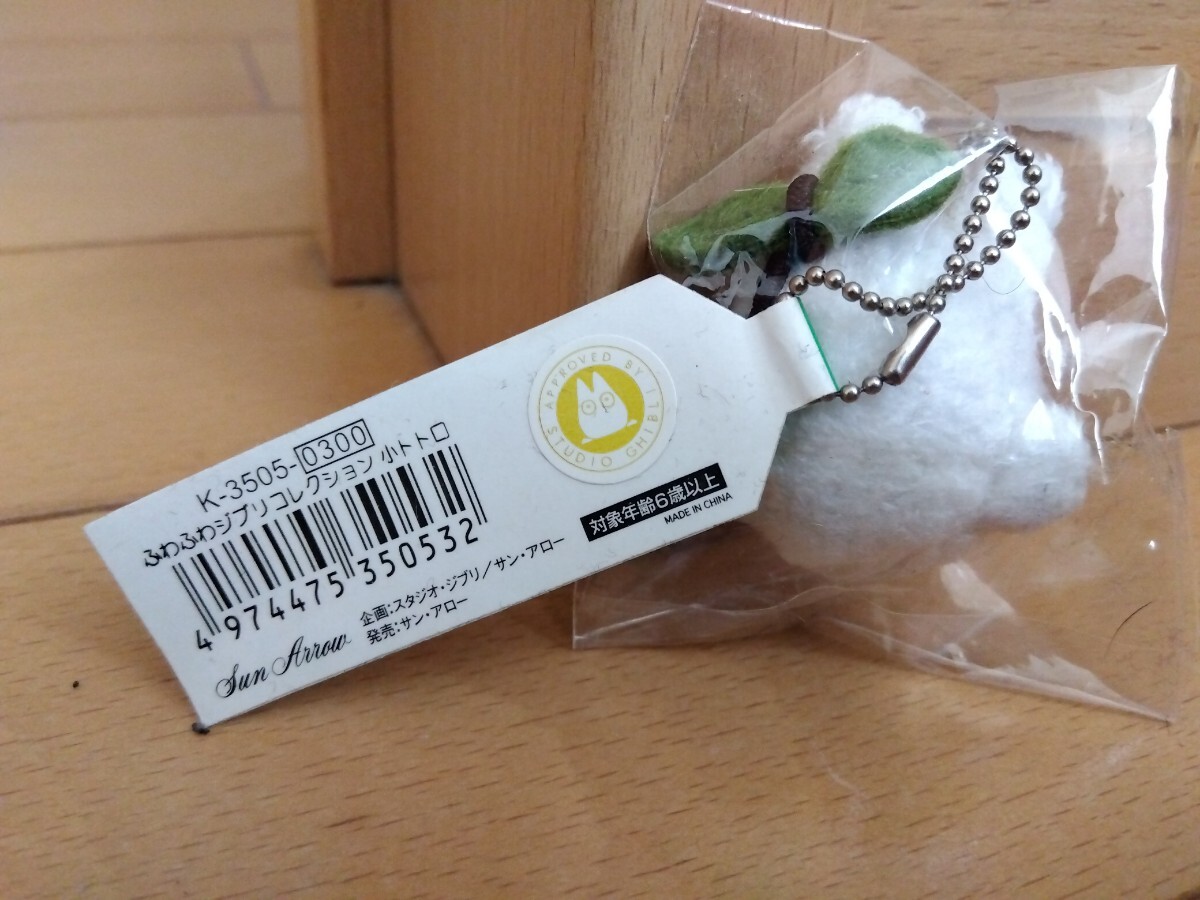 K-3505-0300
ふわふわジブリコレクション 小トトロ
4 974475 350532
Sun Arrow
企画:スタジオ・ジブリ/サン・アロー
発売:サン・アロー
APPROVED BY STUDIO GHIBLI
対象年齢6歳以上
MADE IN CHINA